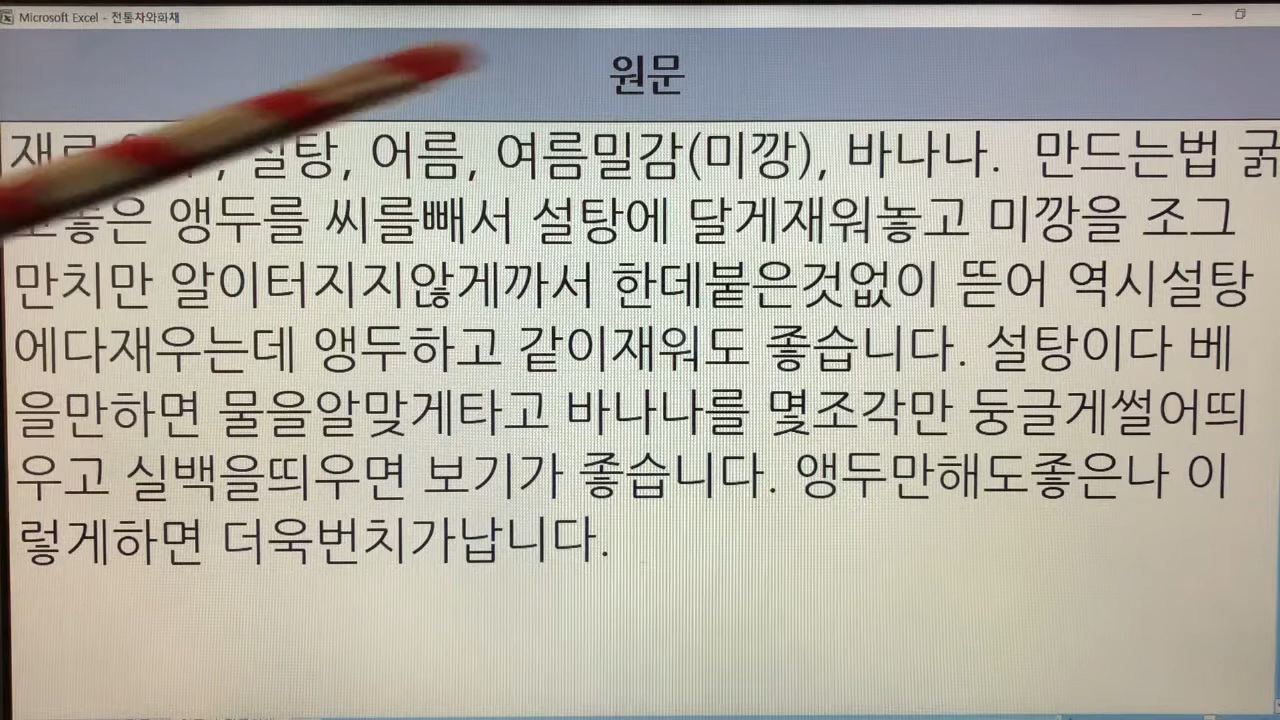 Microsoft Excel - 전통차와화채
원문
설탕, 어름, 여름밀감(미깡), 바나나. 만드는법 굵
좋은 앵두를 씨를빼서 설탕에 달게재워놓고 미깡을 조그
만치만 알이터지지않게까서 한데붙은것없이 뜯어 역시설탕
에다재우는데 앵두하고 같이재워도 좋습니다. 설탕이다 베
을만하면 물을알맞게타고 바나나를 몇조각만 둥글게썰어띄
우고 실백을띄우면 보기가 좋습니다. 앵두만해도좋은나 이
렇게하면 더욱번치가납니다.